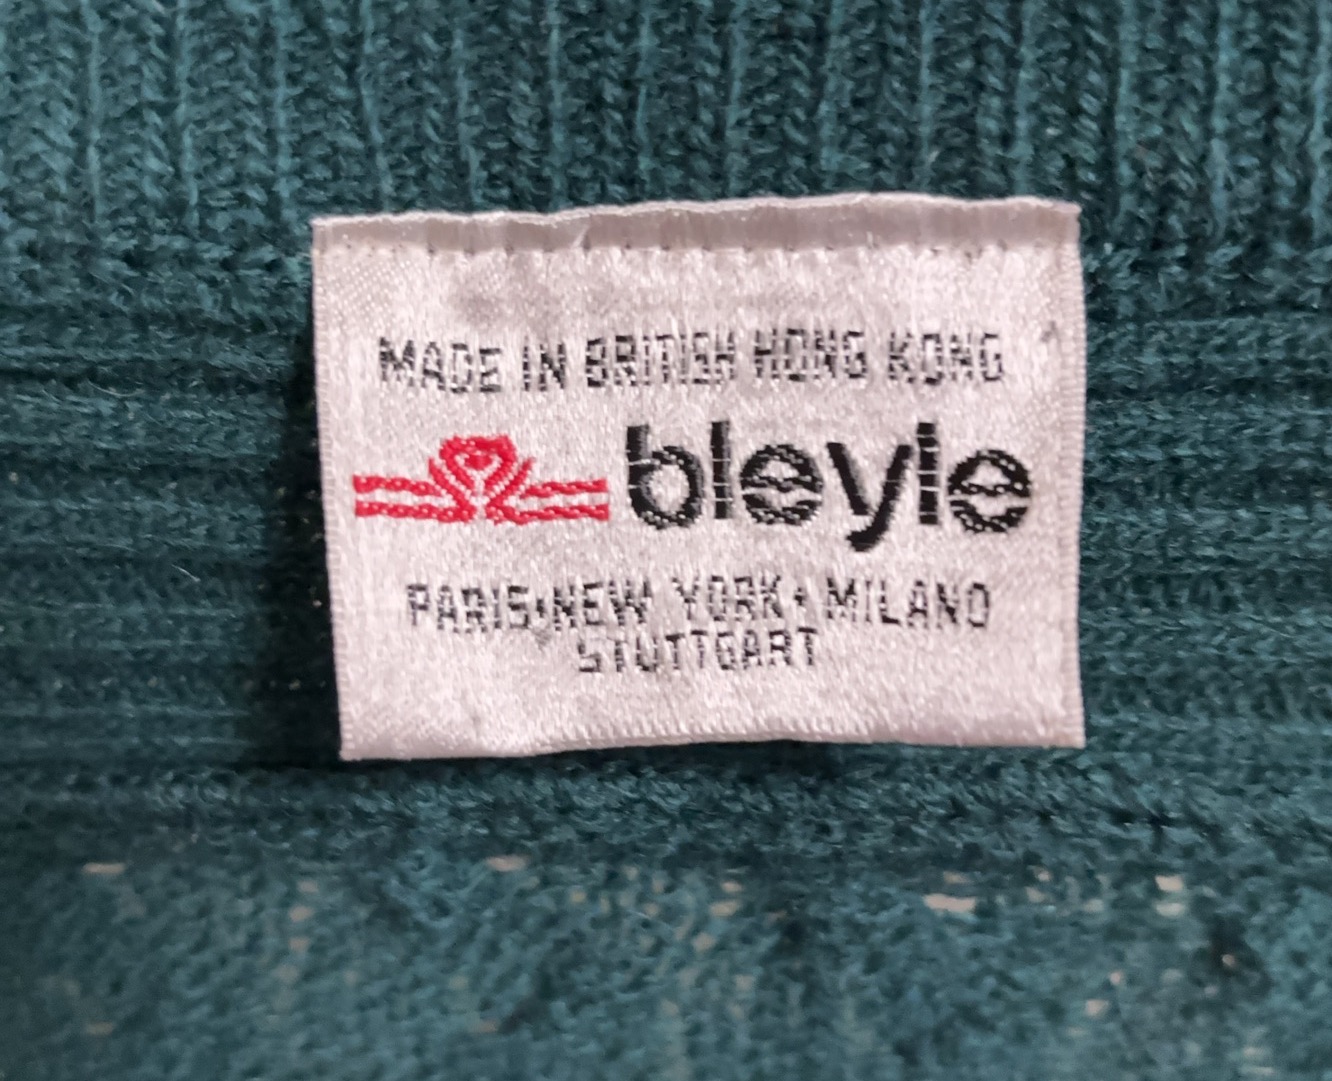 MADE IN BRITISH HONG KONG
bleyle
PARIS•NEW YORK•MILANO
STUTTGART